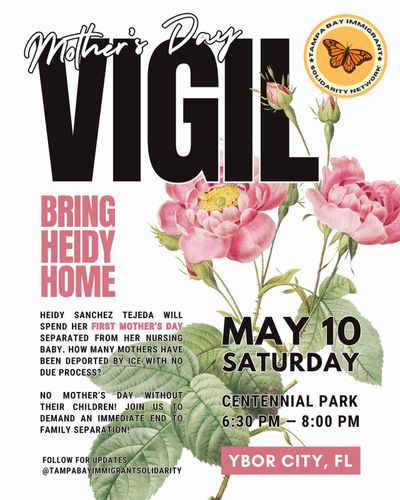 Mother's Day
VIGIL
TAMPA BAY IMMIGRANT
SOLIDARITY NETWORK
BRING
HEIDY
HOME
HEIDY SANCHEZ TEJEDA WILL
SPEND HER FIRST MOTHER'S DAY
SEPARATED FROM HER NURSING
BABY. HOW MANY MOTHERS HAVE
BEEN DEPORTED BY ICE WITH NO
DUE PROCESS?
NO MOTHER'S DAY WITHOUT
THEIR CHILDREN! JOIN US TO
DEMAND AN IMMEDIATE END TO
FAMILY SEPARATION!
FOLLOW FOR UPDATES
@TAMPABAYIMMIGRANTSOLIDARITY
MAY 10
SATURDAY
CENTENNIAL PARK
6:30 PM – 8:00 PM
YBOR CITY, FL